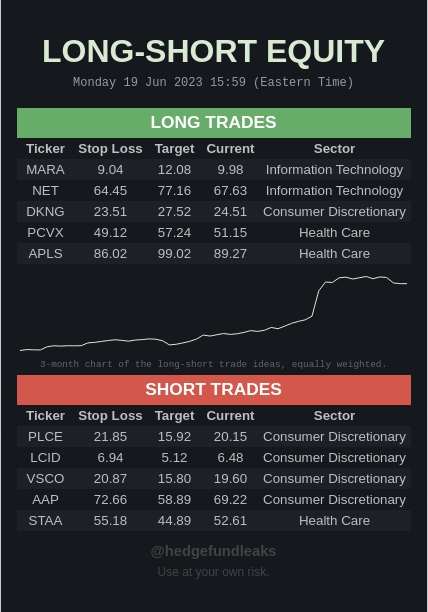 LONG-SHORT EQUITY
Monday 19 Jun 2023 15:59 (Eastern Time)
LONG TRADES
Ticker Stop Loss Target Current Sector
MARA 9.04 12.08 9.98 Information Technology
NET 64.45 77.16 67.63 Information Technology
DKNG 23.51 27.52 24.51 Consumer Discretionary
PCVX 49.12 57.24 51.15 Health Care
APLS 86.02 99.02 89.27 Health Care
3-month chart of the long-short trade ideas, equally weighted.
SHORT TRADES
Ticker Stop Loss Target Current Sector
PLCE 21.85 15.92 20.15 Consumer Discretionary
LCID 6.94 5.12 6.48 Consumer Discretionary
VSCO 20.87 15.80 19.60 Consumer Discretionary
AAP 72.66 58.89 69.22 Consumer Discretionary
STAA 55.18 44.89 52.61 Health Care
@hedgefundleaks
Use at your own risk.